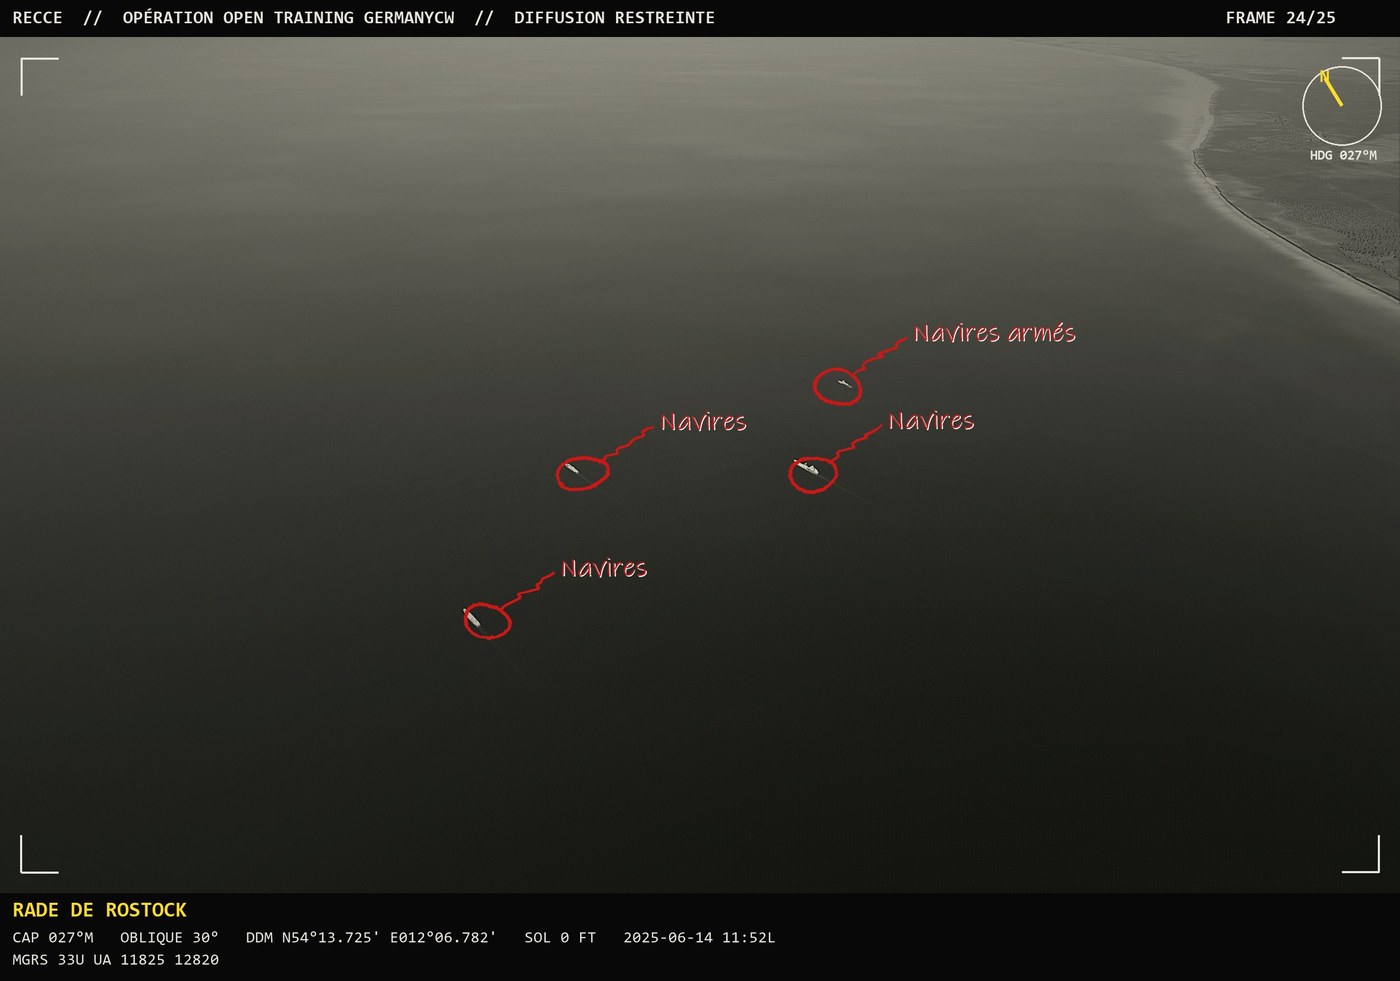 RECCE // OPÉRATION OPEN TRAINING GERMANYCW // DIFFUSION RESTREINTE
FRAME 24/25
N
HDG 027°M
Navires armés
Navires
Navires
Navires
RADE DE ROSTOCK
CAP 027°M OBLIQUE 30° DDM N54°13.725' E012°06.782' SOL 0 FT 2025-06-14 11:52L
MGRS 33U UA 11825 12820